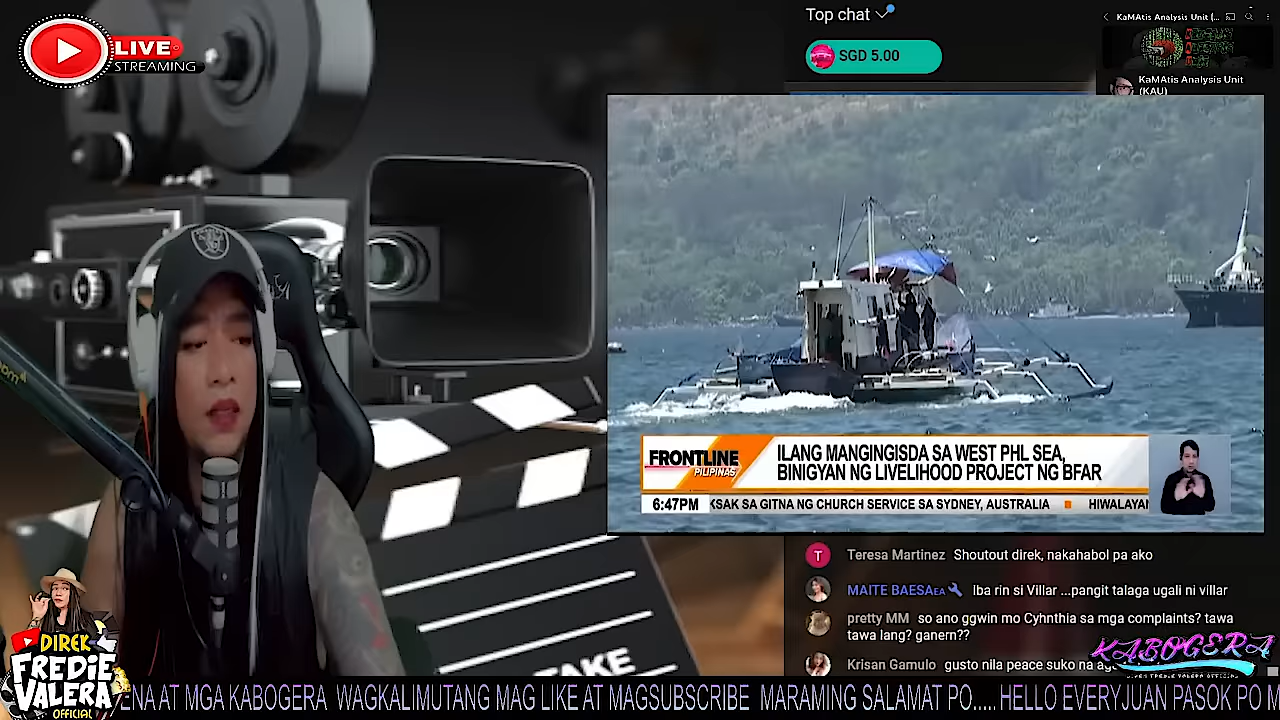 LIVE
STREAMING
Top chat
SGD 5.00
KaMAtis Analysis Unit (...
KaMAtis Analysis Unit
(KAU)
FRONTLINE
PILIPINAS
ILANG MANGINGISDA SA WEST PHL SEA,
BINIGYAN NG LIVELIHOOD PROJECT NG BFAR
6:47PM
KSAK SA GITNA NG CHURCH SERVICE SA SYDNEY, AUSTRALIA
HIWALAYAN
T
Teresa Martinez Shoutout direk, nakahabol pa ako
MAITE BAESA Iba rin si Villar ...pangit talaga ugali ni villar
pretty MM so ano ggwin mo Cyhnthia sa mga complaints? tawa
tawa lang? ganern??
Krisan Gamulo gusto nila peace suko na
KABOGERA
TAKE
DIREK
FREDIE
VALERA
OFFICIAL
ENA AT MGA KABOGERA WAGKALIMUTANG MAG LIKE AT MAGSUBSCRIBE MARAMING SALAMAT PO.....HELLO EVERYJUAN PASOK PO M